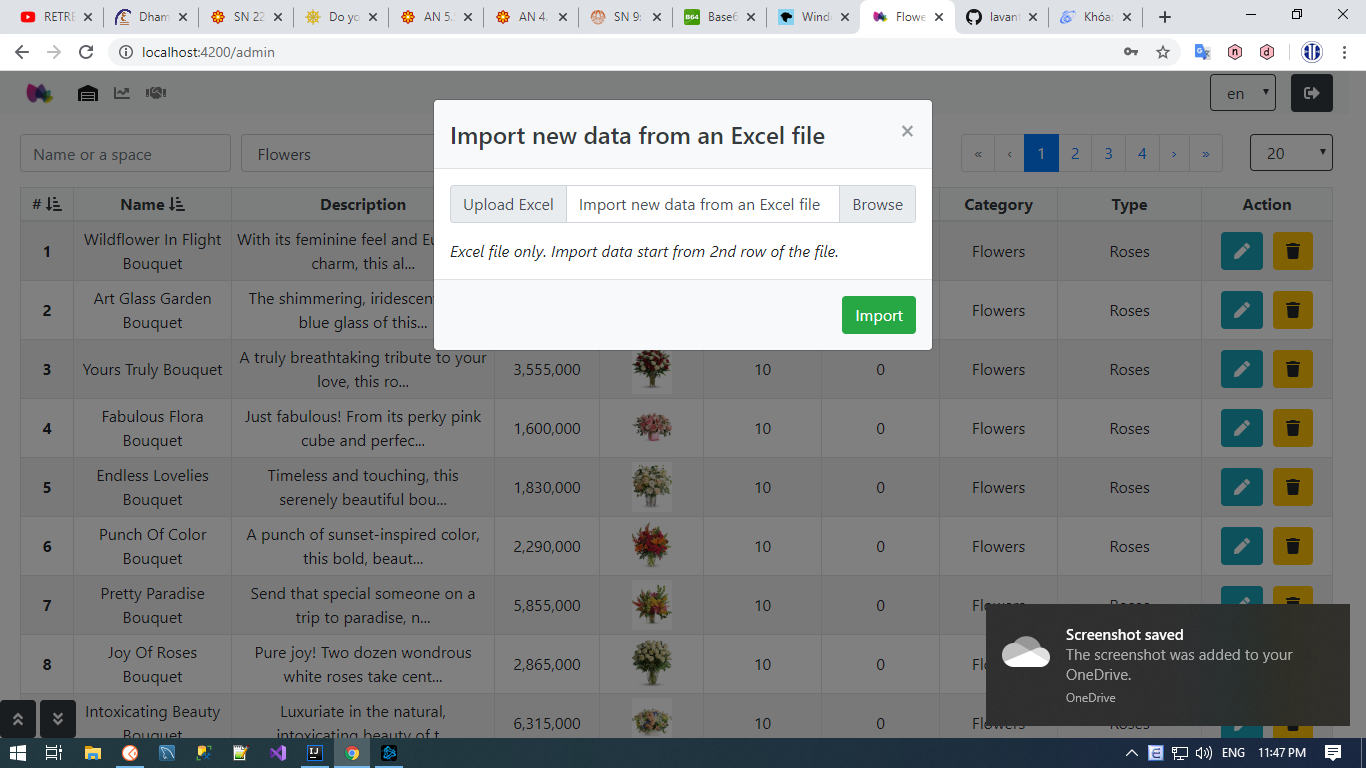 RETRE
Dham
SN 22
Do yo
AN 5.
AN 4.
SN 9:
B64 Base6
Wind
Flowe
lavant
Khóa:
localhost:4200/admin
en
Import new data from an Excel file
×
Name or a space
Flowers
« ‹ 1 2 3 4 › »
20
Upload Excel
Import new data from an Excel file
Browse
Excel file only. Import data start from 2nd row of the file.
Import
# Name Description Category Type Action
1 Wildflower In Flight Bouquet With its feminine feel and Eu charm, this al... Flowers Roses
2 Art Glass Garden Bouquet The shimmering, iridescent blue glass of this... Flowers Roses
3 Yours Truly Bouquet A truly breathtaking tribute to your love, this ro... 3,555,000 10 0 Flowers Roses
4 Fabulous Flora Bouquet Just fabulous! From its perky pink cube and perfec... 1,600,000 10 0 Flowers Roses
5 Endless Lovelies Bouquet Timeless and touching, this serenely beautiful bou... 1,830,000 10 0 Flowers Roses
6 Punch Of Color Bouquet A punch of sunset-inspired color, this bold, beaut... 2,290,000 10 0 Flowers Roses
7 Pretty Paradise Bouquet Send that special someone on a trip to paradise, n... 5,855,000 10 0 Flowers Roses
8 Joy Of Roses Bouquet Pure joy! Two dozen wondrous white roses take cent... 2,865,000 10 0
Intoxicating Beauty Bouquet Luxuriate in the natural, intoxicating beauty of t... 6,315,000 10 0
Screenshot saved
The screenshot was added to your
OneDrive.
OneDrive
ENG 11:47 PM